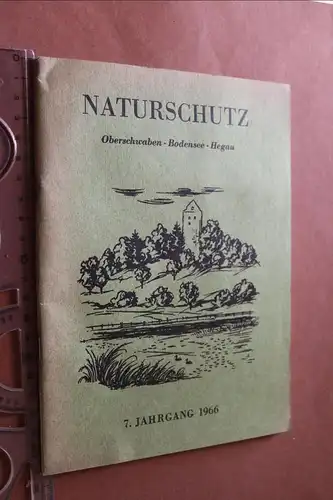 NATURSCHUTZ
Oberschwaben - Bodensee - Hegau
7. JAHRGANG 1966